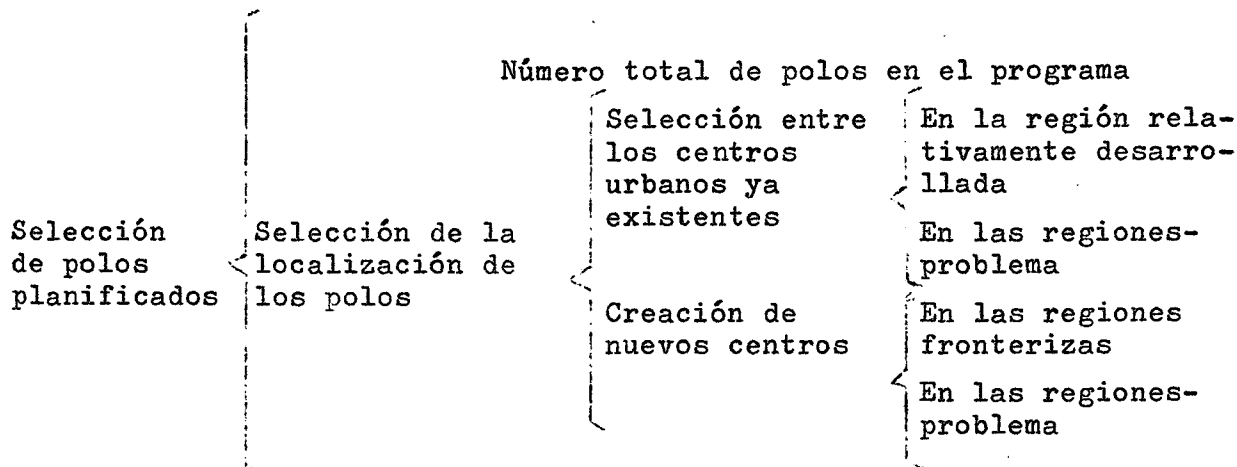 Número total de polos en el programa
Selección
de polos
planificados
Selección de la
localización de
los polos
Selección entre
los centros
urbanos ya
existentes
En la región rela-
tivamente desarro-
llada
En las regiones-
problema
Creación de
nuevos centros
En las regiones
fronterizas
En las regiones-
problema